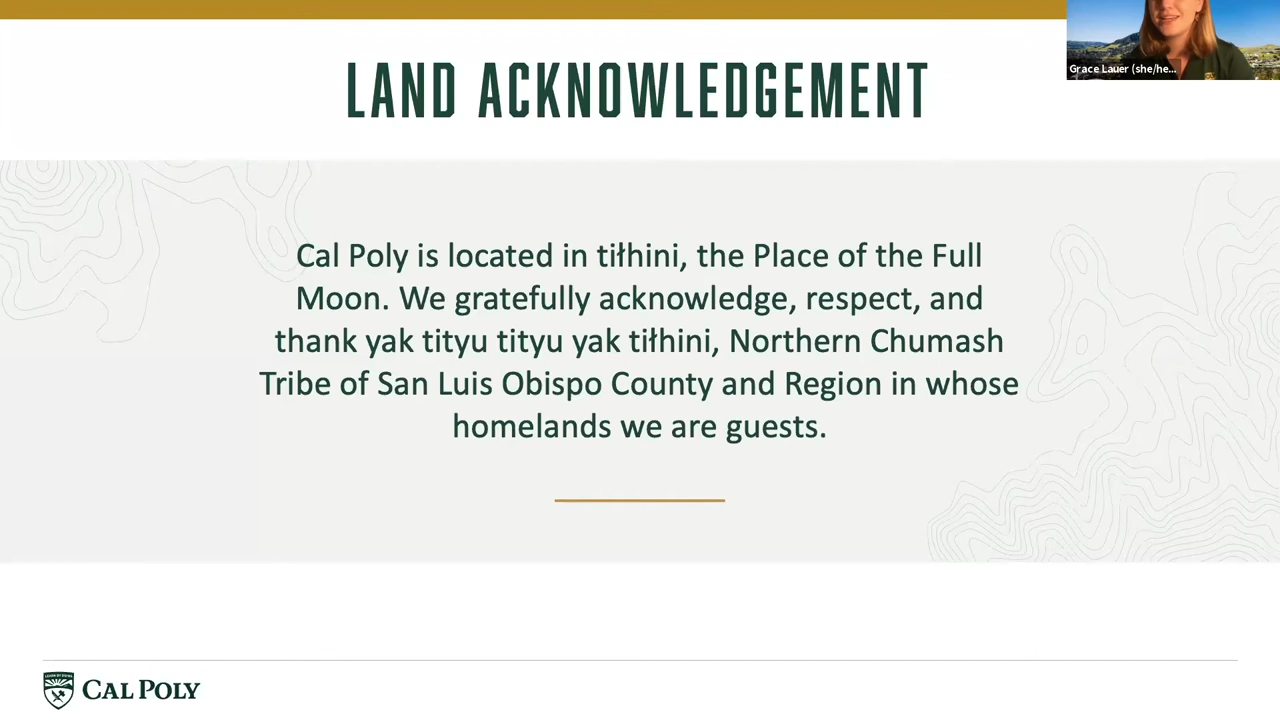 LAND ACKNOWLEDGEMENT
Grace Lauer (she/he...
Cal Poly is located in tiłhini, the Place of the Full
Moon. We gratefully acknowledge, respect, and
thank yak tityu tityu yak tiłhini, Northern Chumash
Tribe of San Luis Obispo County and Region in whose
homelands we are guests.
CAL POLY